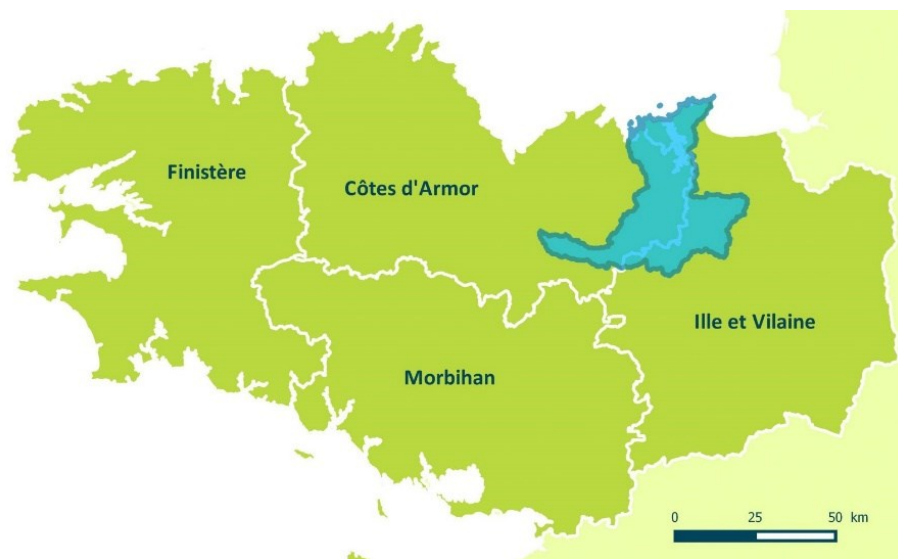 Finistère
Côtes d'Armor
Ille et Vilaine
Morbihan
0 25 50 km